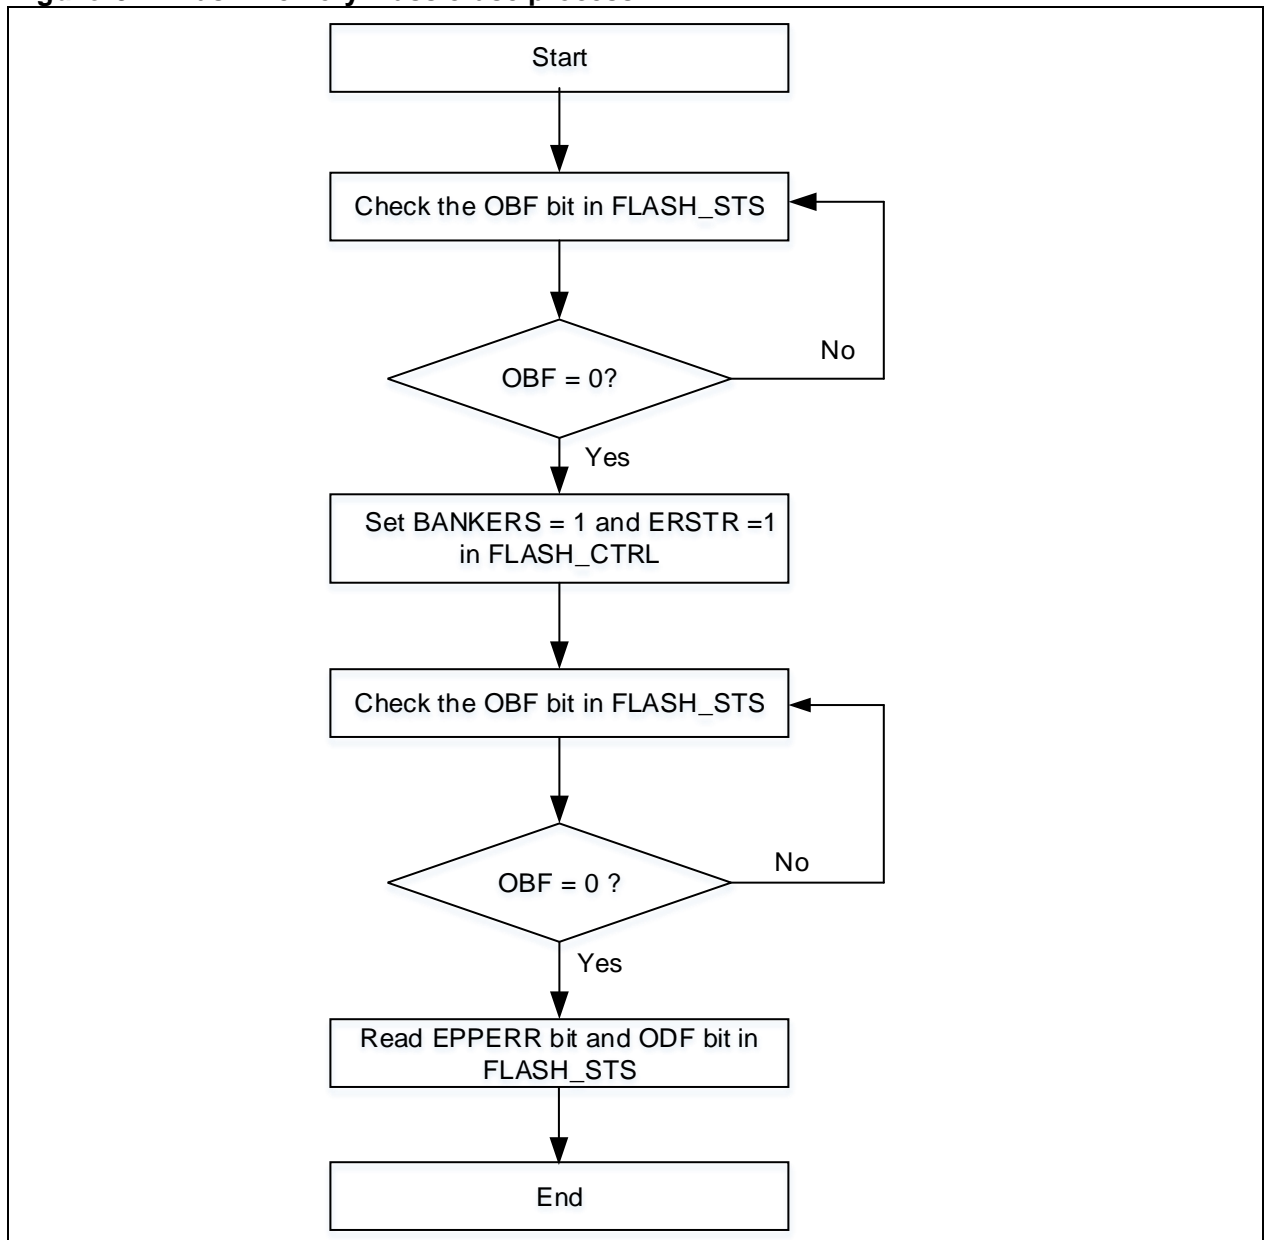 Start
Check the OBF bit in FLASH_STS
No
OBF = 0?
Yes
Set BANKERS = 1 and ERSTR =1
in FLASH_CTRL
Check the OBF bit in FLASH_STS
No
OBF = 0 ?
Yes
Read EPPERR bit and ODF bit in
FLASH_STS
End